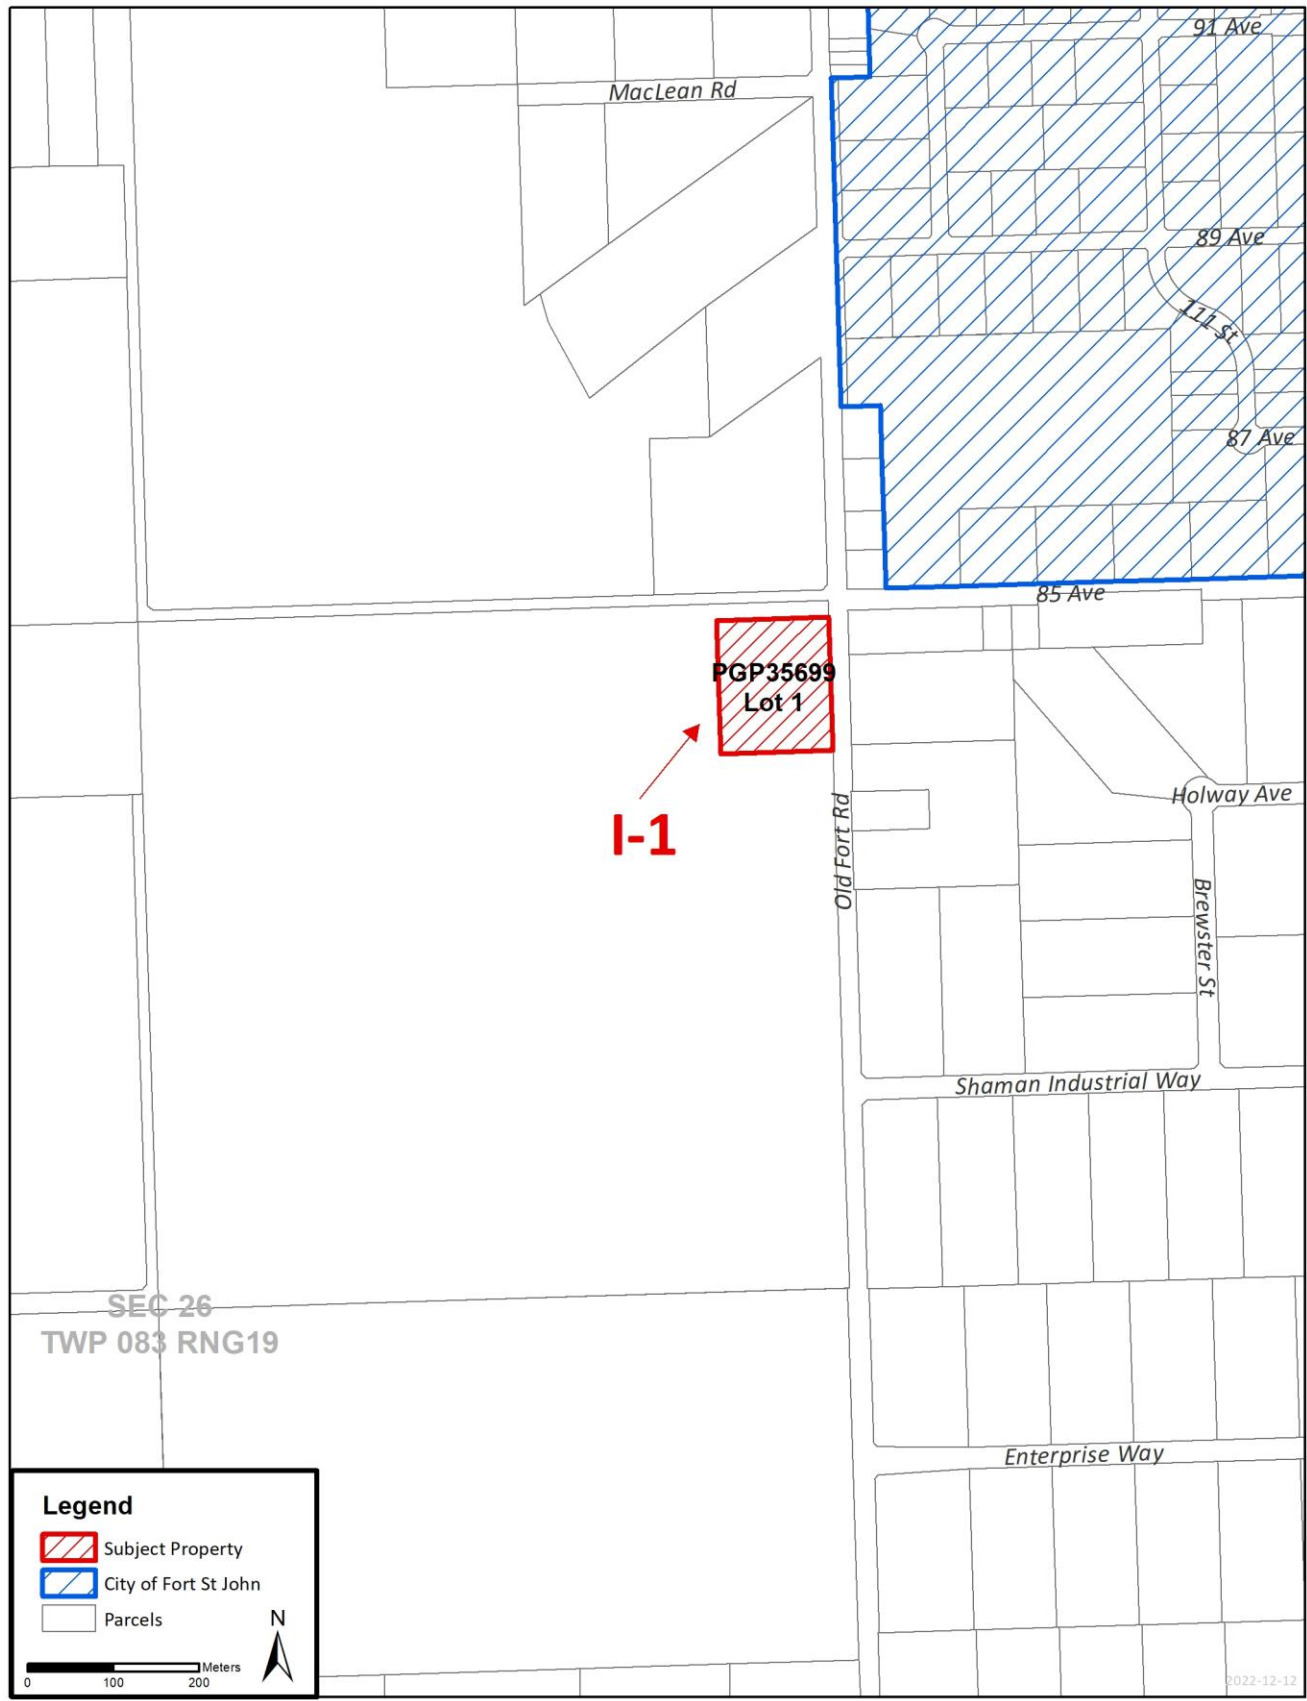 91 Ave
MacLean Rd
89 Ave
111 St
87 Ave
85 Ave
PGP35699
Lot 1
I-1
Holway Ave
Old Fort Rd
Brewster St
Shaman Industrial Way
SEC 26
TWP 083 RNG19
Enterprise Way
Legend
Subject Property
City of Fort St John
Parcels
N
Meters
0 100 200
2022-12-12